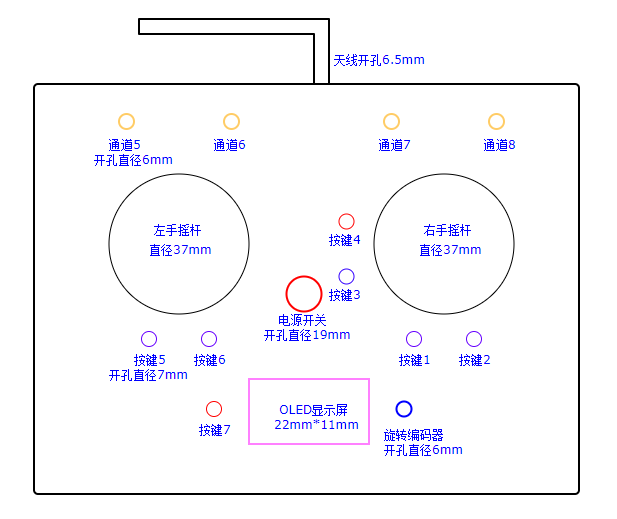 天线开孔6.5mm
通道5
开孔直径6mm
通道6
通道7
通道8
左手摇杆
直径37mm
按键4
右手摇杆
直径37mm
按键3
电源开关
开孔直径19mm
按键5
开孔直径7mm
按键6
按键1
按键2
OLED显示屏
22mm*11mm
按键7
旋转编码器
开孔直径6mm